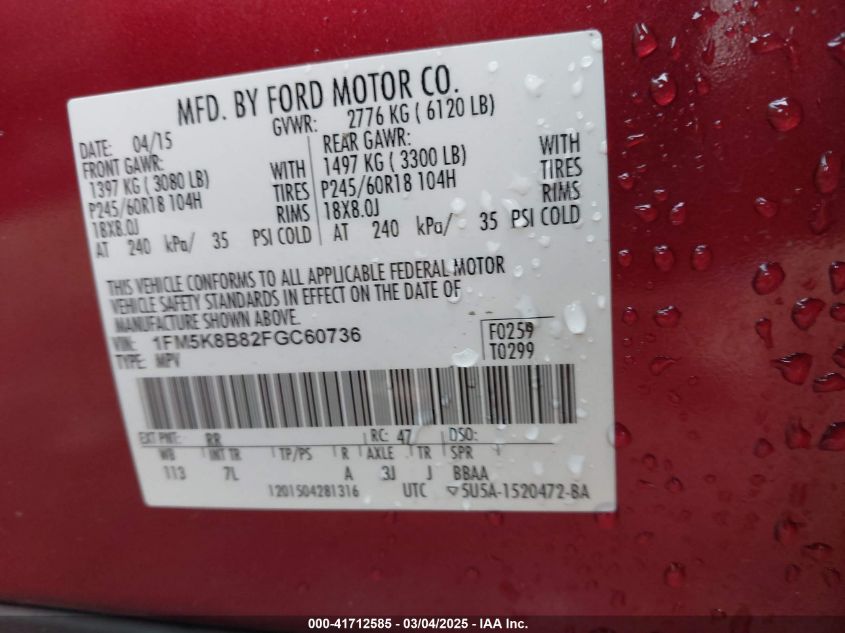 MFD. BY FORD MOTOR CO.
DATE: 04/15 GVWR: 2776 KG ( 6120 LB)
FRONT GAWR: REAR GAWR:
1397 KG ( 3080 LB) WITH 1497 KG ( 3300 LB) WITH
P245/60R18 104H TIRES P245/60R18 104H TIRES
18X8.0J RIMS 18X8.0J RIMS
AT 240 kPa/ 35 PSI COLD AT 240 kPa/ 35 PSI COLD
THIS VEHICLE CONFORMS TO ALL APPLICABLE FEDERAL MOTOR
VEHICLE SAFETY STANDARDS IN EFFECT ON THE DATE OF
MANUFACTURE SHOWN ABOVE.
VIN: 1FM5K8B82FGC60736 F0259
TYPE: MPV T0299
EXT PNT: RR RC: 47 DSO:
WB INT TR TP/PS R AXLE TR SPR
113 7L A 3J J BBAA
1201504281316 UTC ▽5U5A-1520472-BA
000-41712585 - 03/04/2025 - IAA Inc.